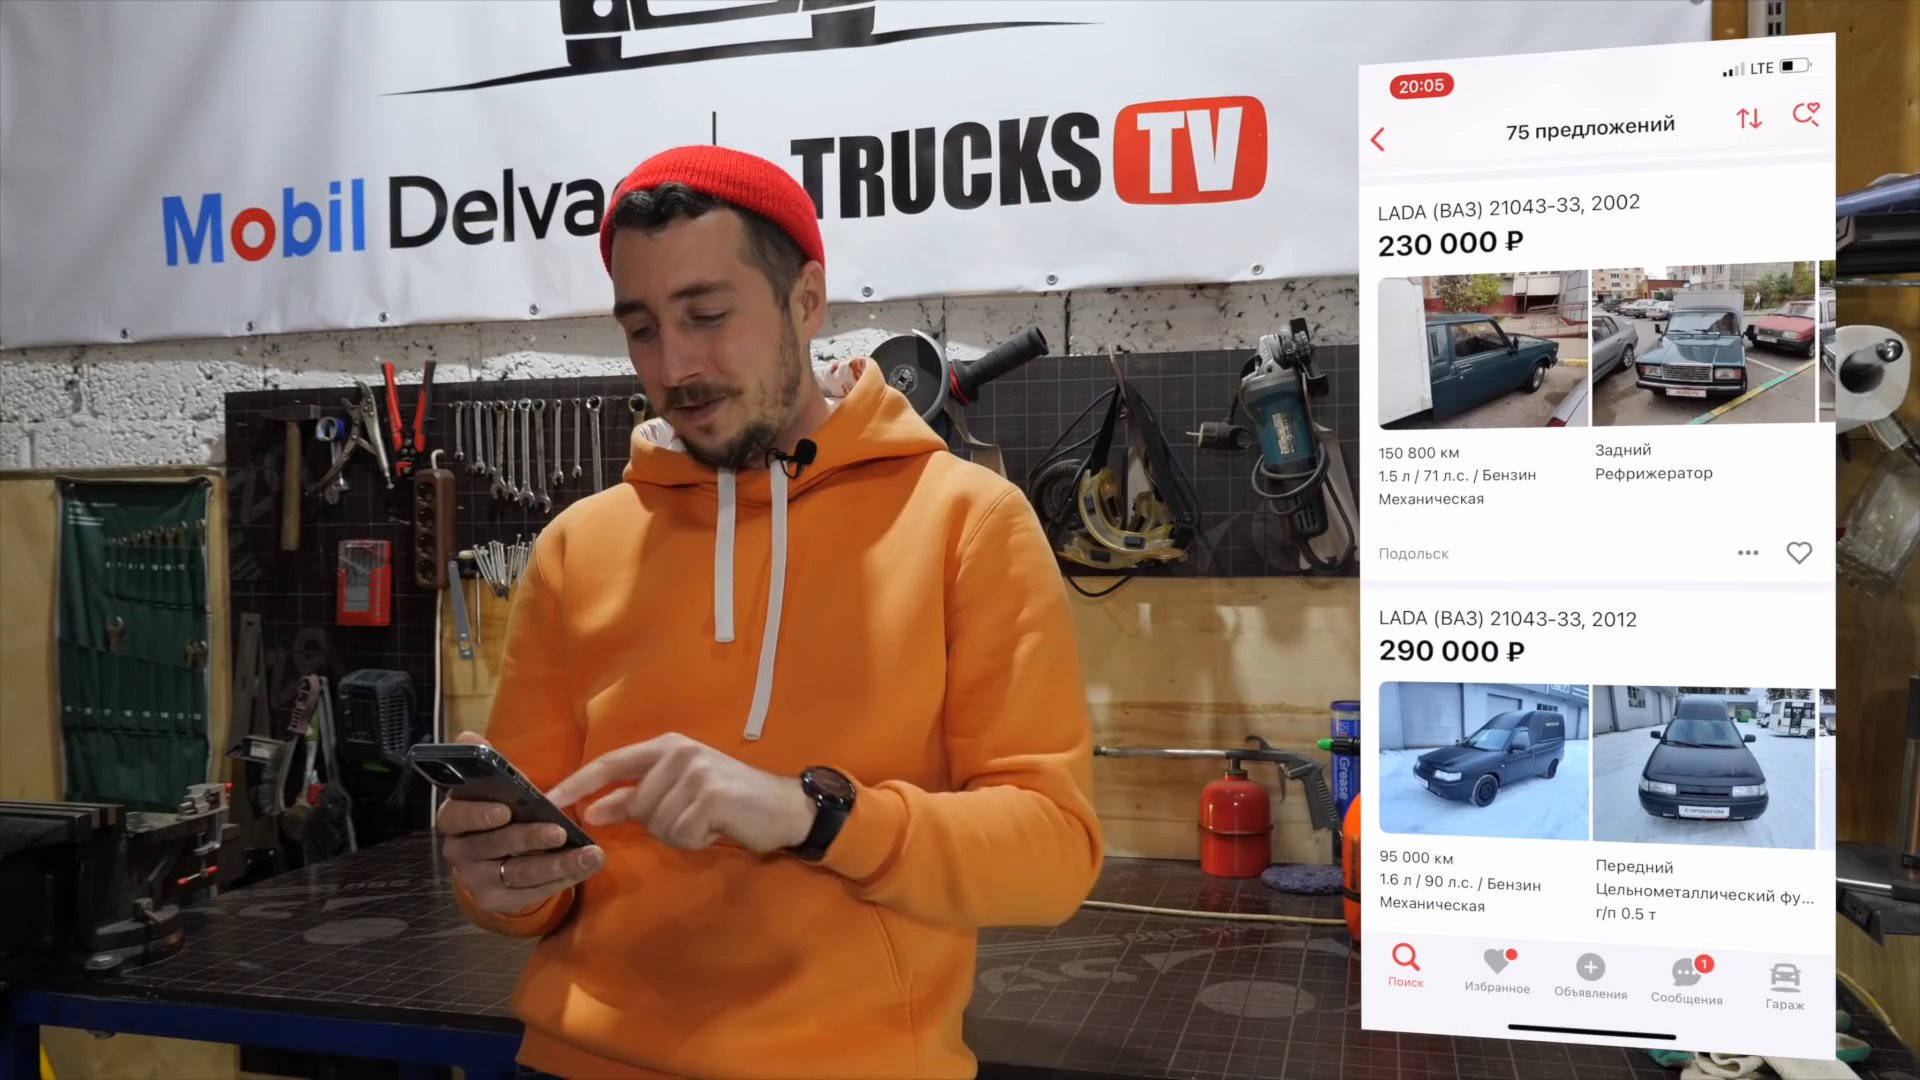 Mobil Delva
TRUCKS TV
20:05
LTE
75 предложений
LADA (ВАЗ) 21043-33, 2002
230 000 ₽
150 800 км
1.5 л / 71 л.с. / Бензин
Механическая
Задний
Рефрижератор
Подольск
LADA (ВАЗ) 21043-33, 2012
290 000 ₽
С ПРОБЕГОМ
95 000 км
1.6 л / 90 л.с. / Бензин
Механическая
Передний
Цельнометаллический фу...
г/п 0.5 т
Поиск
Избранное
Объявления
1
Сообщения
Гараж
Grease